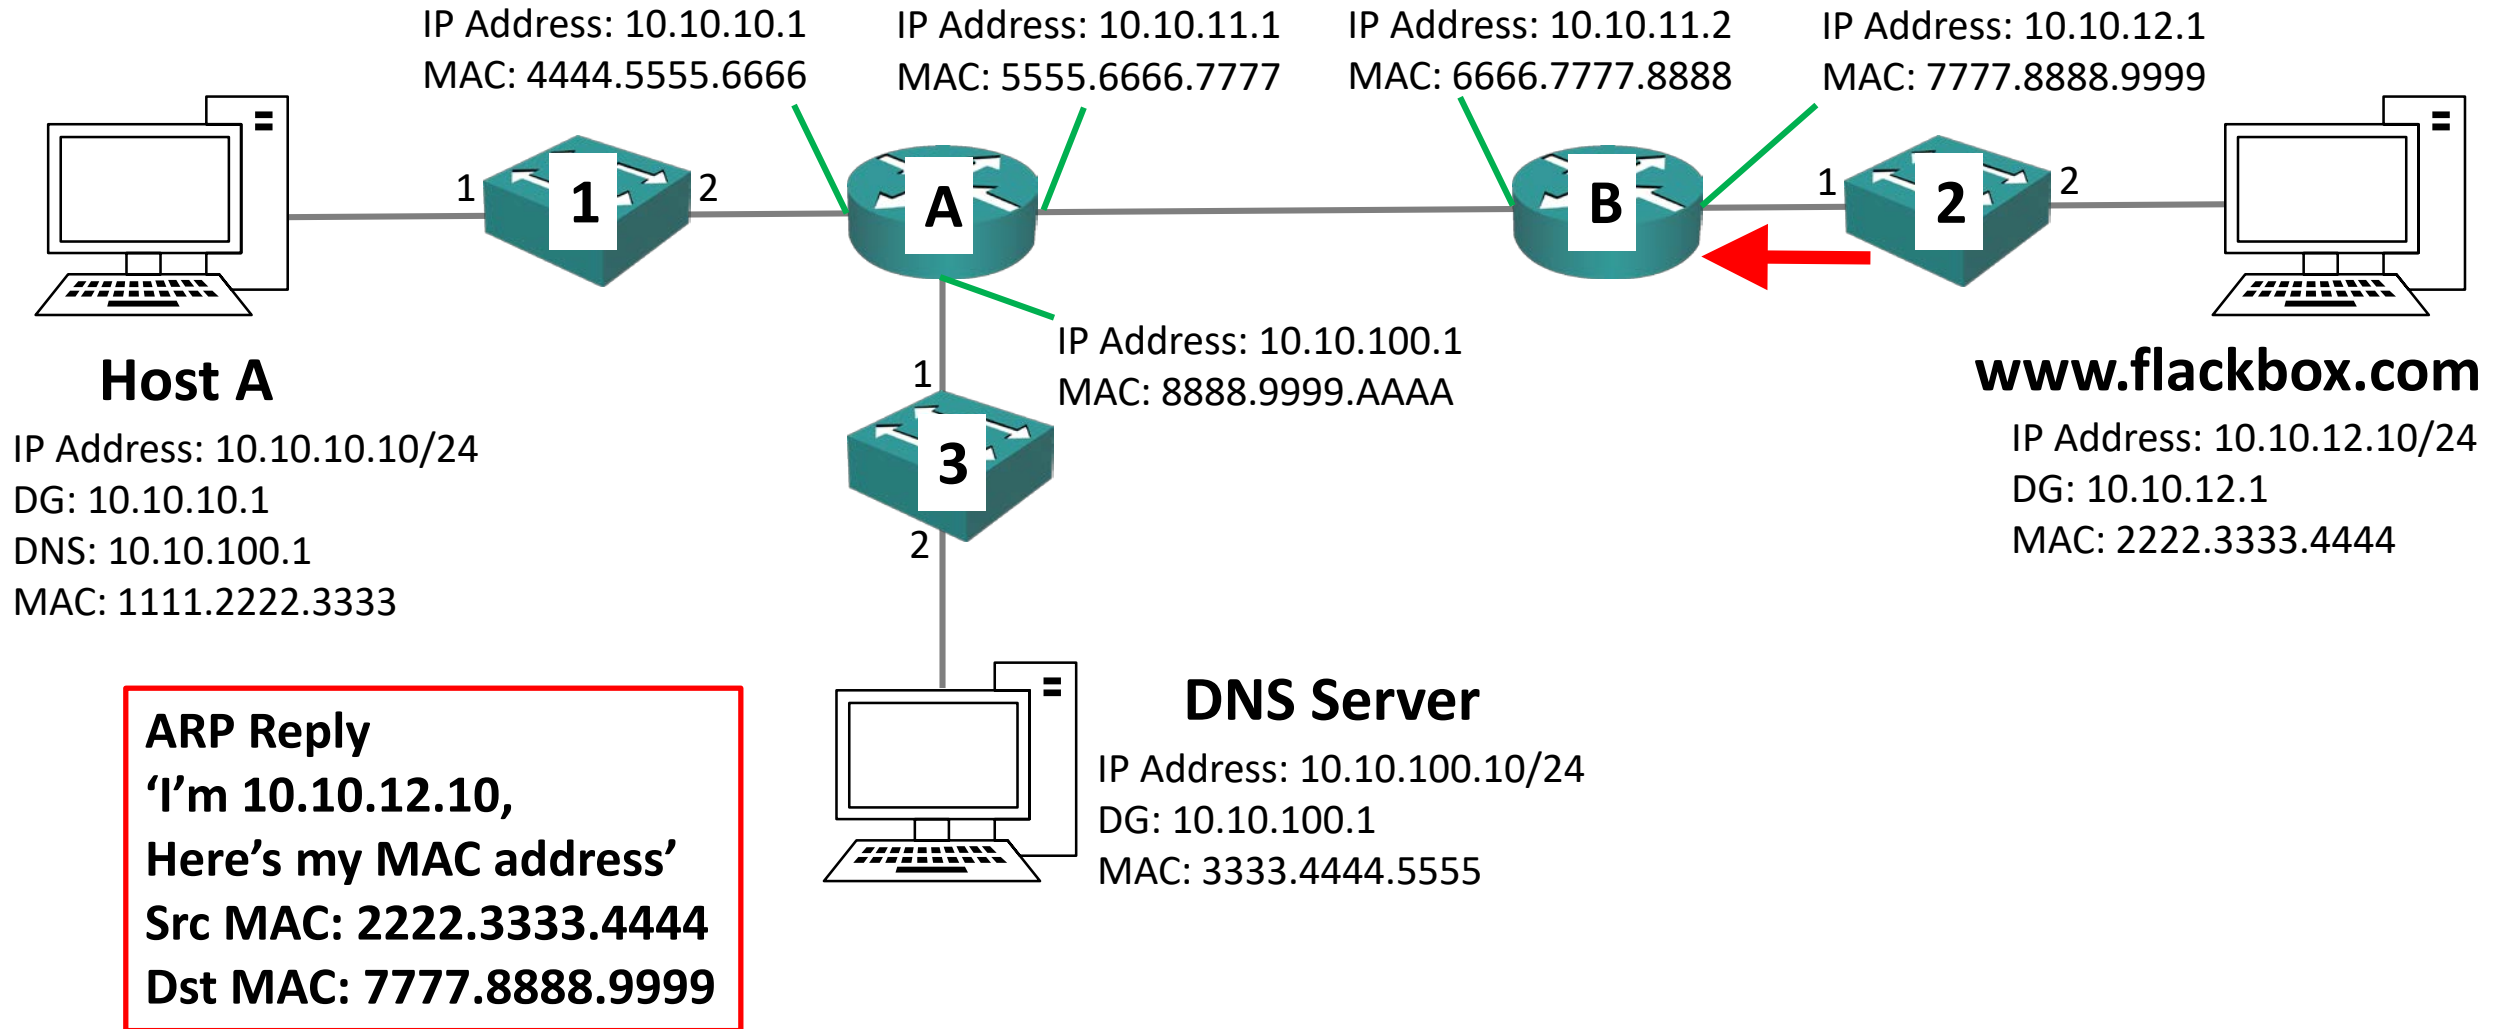 IP Address: 10.10.10.1
MAC: 4444.5555.6666
IP Address: 10.10.11.1
MAC: 5555.6666.7777
IP Address: 10.10.11.2
MAC: 6666.7777.8888
IP Address: 10.10.12.1
MAC: 7777.8888.9999
1
1
2
A
B
1
2
2
IP Address: 10.10.100.1
MAC: 8888.9999.AAAA
1
3
2
Host A
IP Address: 10.10.10.10/24
DG: 10.10.10.1
DNS: 10.10.100.1
MAC: 1111.2222.3333
www.flackbox.com
IP Address: 10.10.12.10/24
DG: 10.10.12.1
MAC: 2222.3333.4444
DNS Server
IP Address: 10.10.100.10/24
DG: 10.10.100.1
MAC: 3333.4444.5555
ARP Reply
‘I’m 10.10.12.10,
Here’s my MAC address’
Src MAC: 2222.3333.4444
Dst MAC: 7777.8888.9999